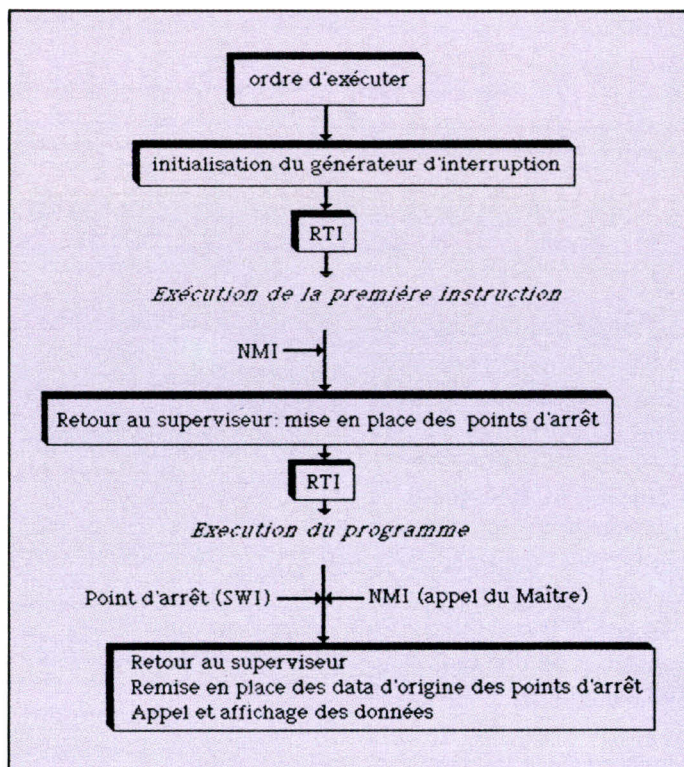 ordre d'exécuter
initialisation du générateur d'interruption
RTI
Exécution de la première instruction
NMI
Retour au superviseur: mise en place des points d'arrêt
RTI
Execution du programme
Point d'arrêt (SWI) NMI (appel du Maître)
Retour au superviseur
Remise en place des data d'origine des points d'arrêt
Appel et affichage des données